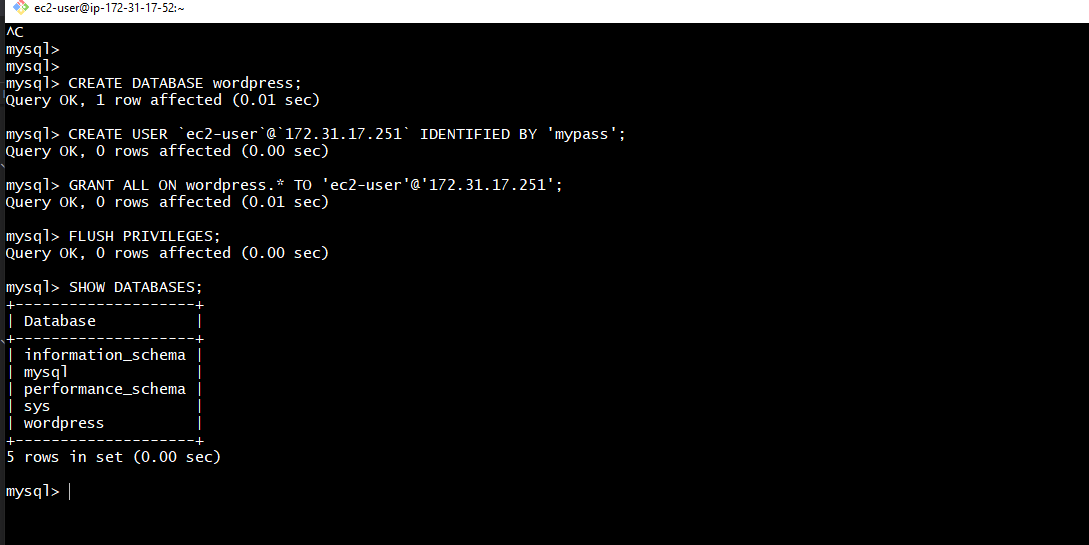 ec2-user@ip-172-31-17-52:~
^C
mysql>
mysql>
mysql> CREATE DATABASE wordpress;
Query OK, 1 row affected (0.01 sec)
mysql> CREATE USER `ec2-user`@`172.31.17.251` IDENTIFIED BY 'mypass';
Query OK, 0 rows affected (0.00 sec)
mysql> GRANT ALL ON wordpress.* TO 'ec2-user'@'172.31.17.251';
Query OK, 0 rows affected (0.01 sec)
mysql> FLUSH PRIVILEGES;
Query OK, 0 rows affected (0.00 sec)
mysql> SHOW DATABASES;
+--------------------+
| Database           |
+--------------------+
| information_schema |
| mysql              |
| performance_schema |
| sys                |
| wordpress          |
+--------------------+
5 rows in set (0.00 sec)
mysql>